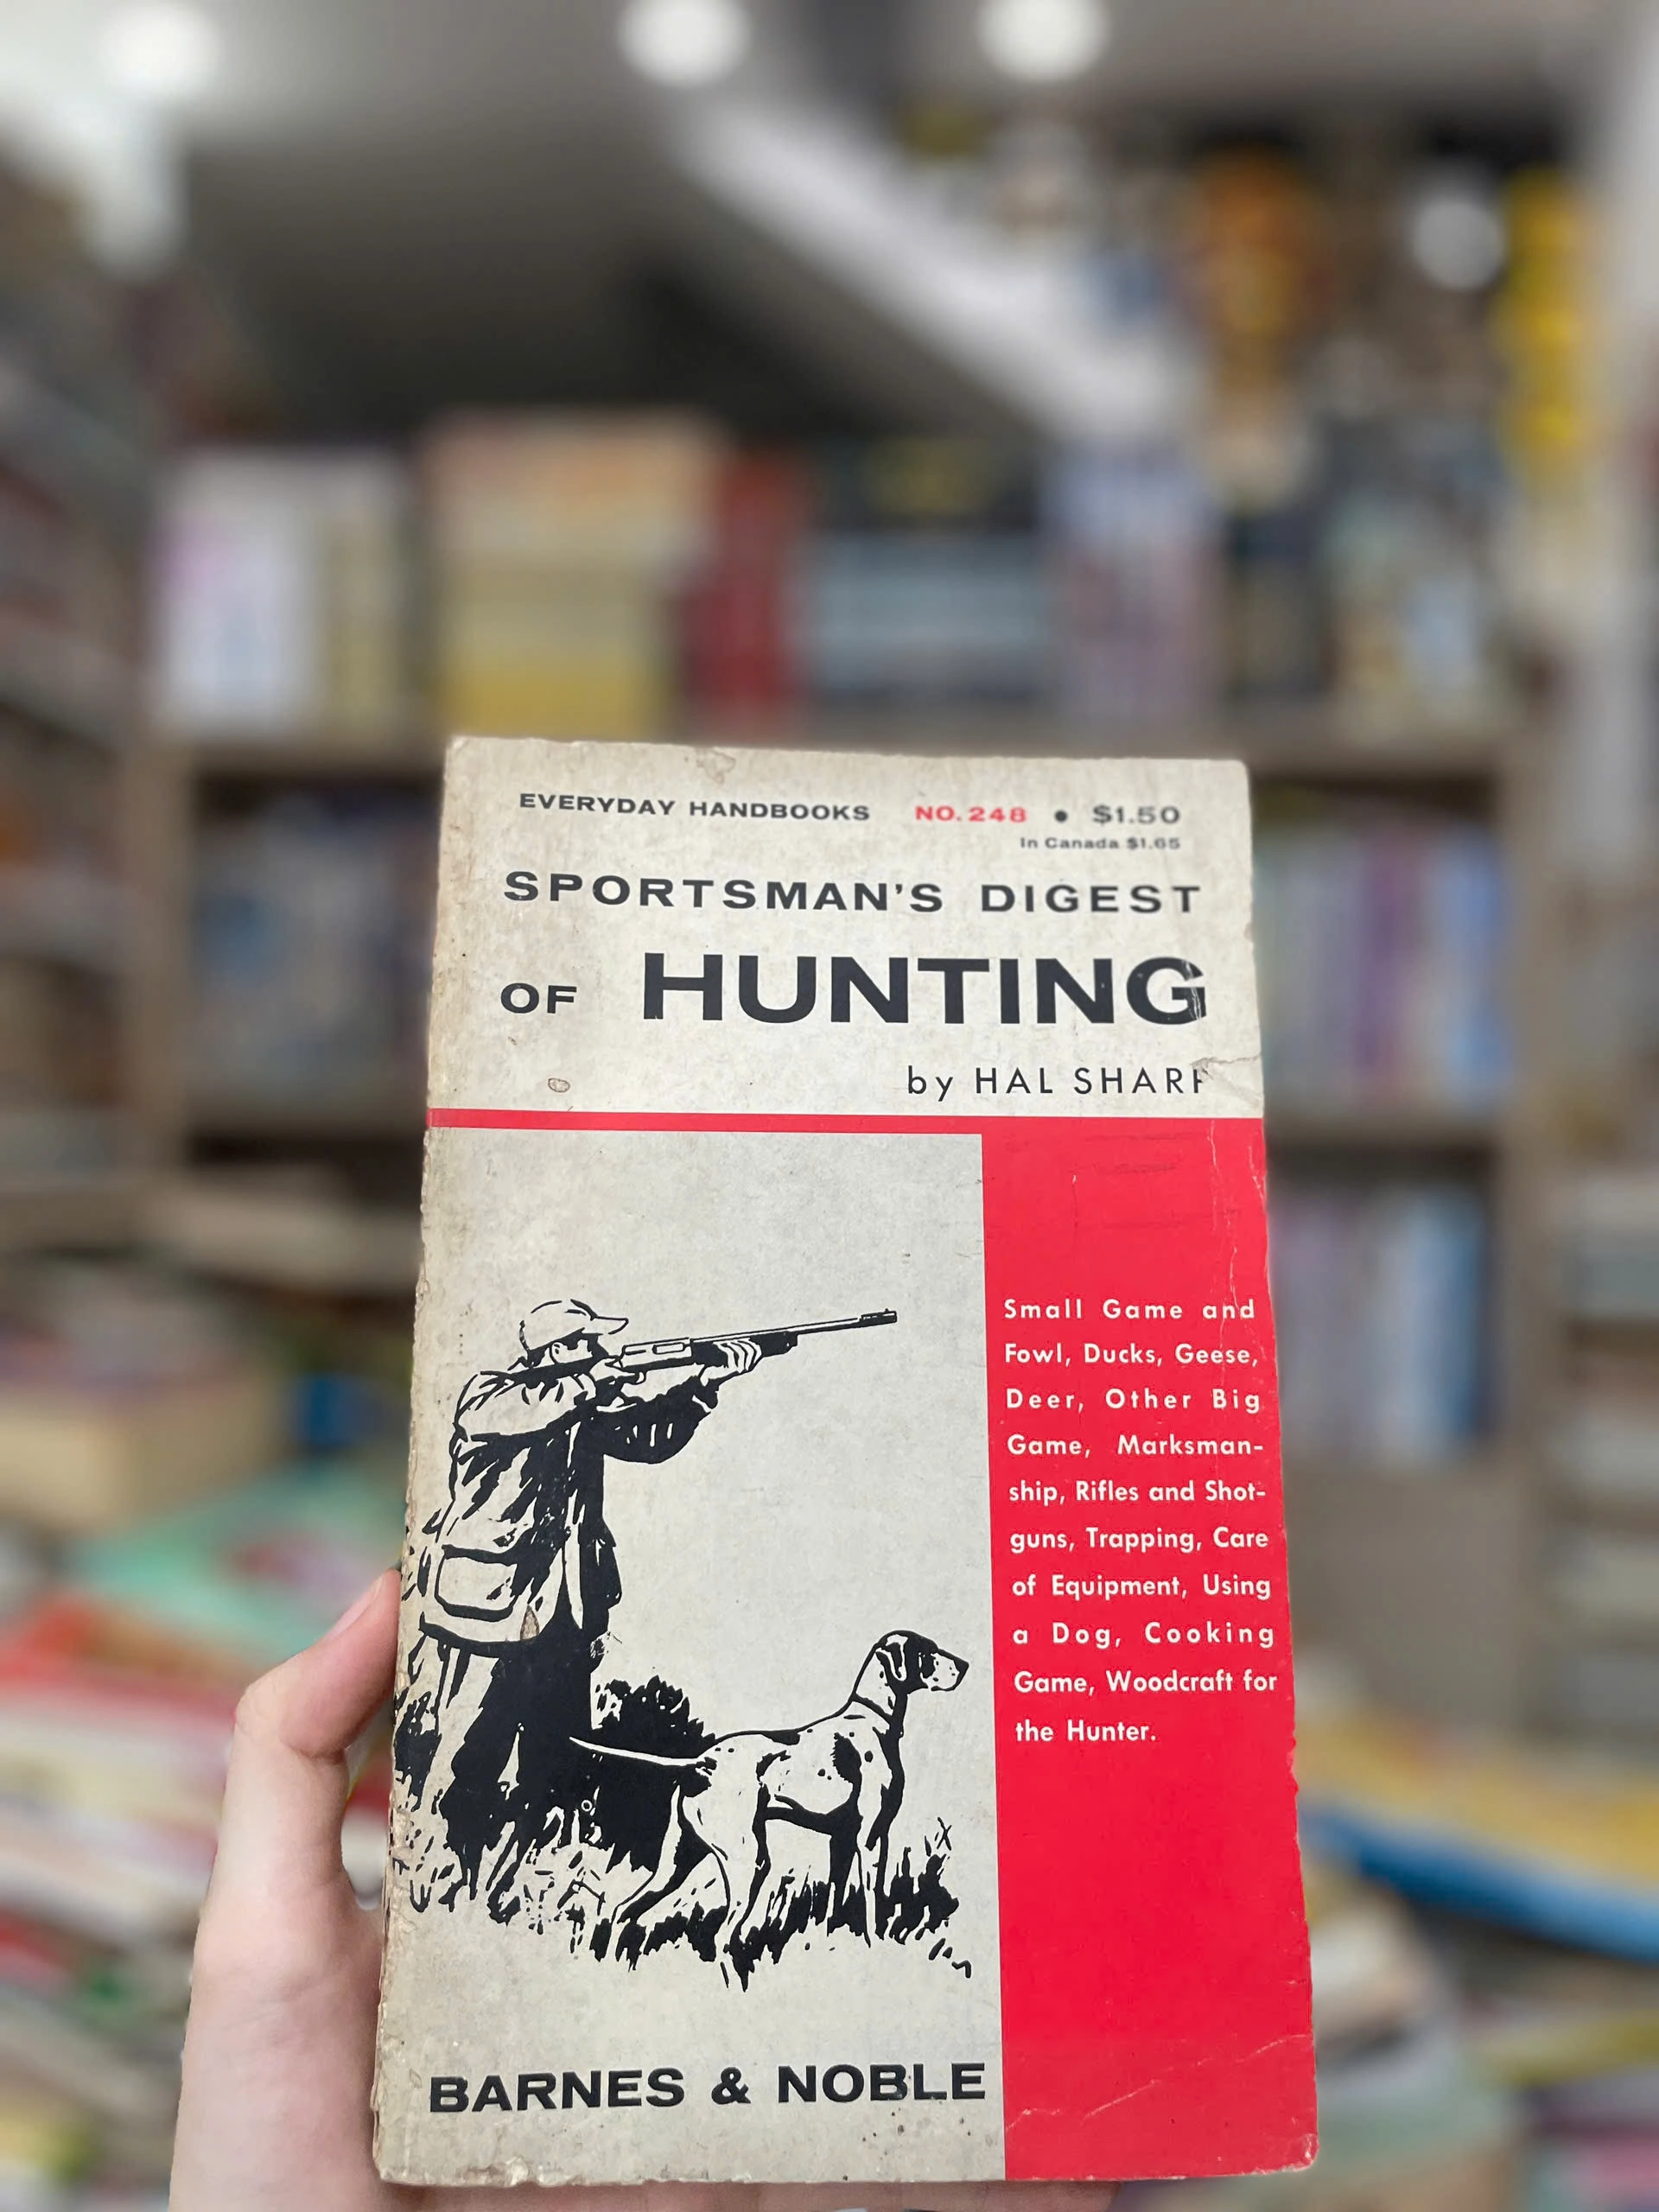 EVERYDAY HANDBOOKS NO. 248 • $1.50
In Canada $1.65
SPORTSMAN'S DIGEST
OF HUNTING
by HAL SHARP
Small Game and
Fowl, Ducks, Geese,
Deer, Other Big
Game, Marksman-
ship, Rifles and Shot-
guns, Trapping, Care
of Equipment, Using
a Dog, Cooking
Game, Woodcraft for
the Hunter.
BARNES & NOBLE